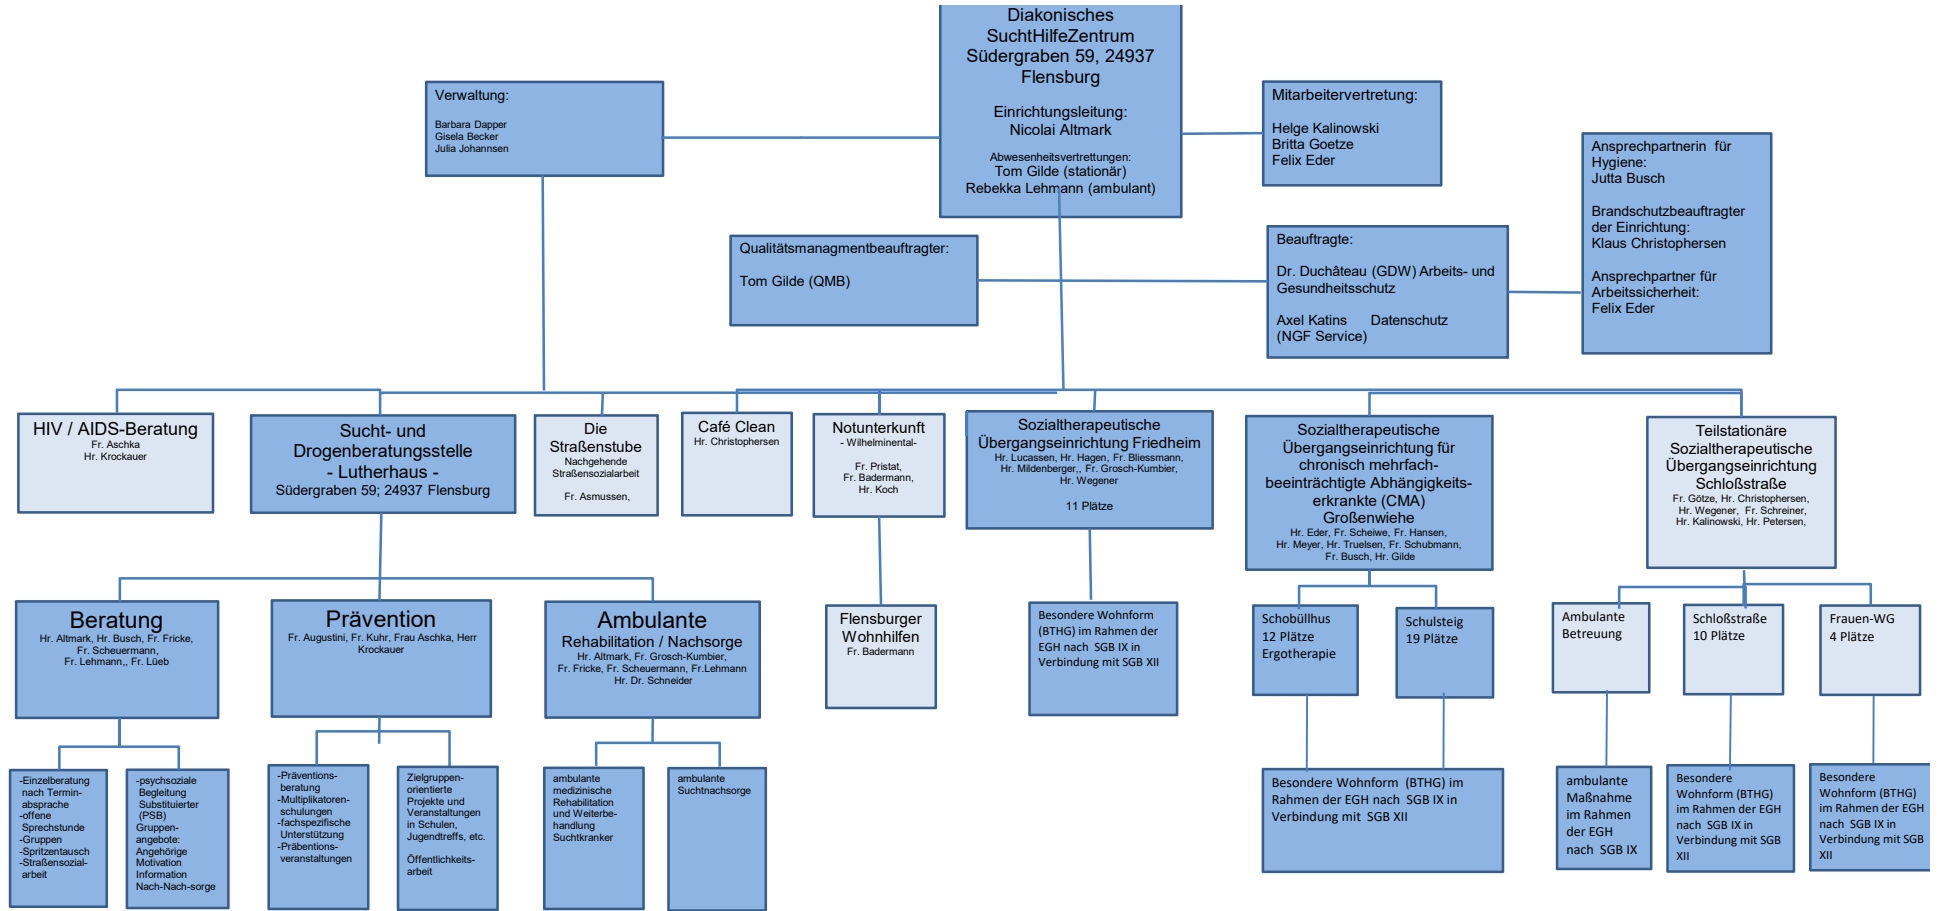 Diakonisches
SuchtHilfeZentrum
Südergraben 59, 24937
Flensburg
Einrichtungsleitung:
Nicolai Altmark
Abwesenheitsvertrettungen:
Tom Gilde (stationär)
Rebekka Lehmann (ambulant)
Verwaltung:
Barbara Dapper
Gisela Becker
Julia Johannsen
Mitarbeitervertretung:
Helge Kalinowski
Britta Goetze
Felix Eder
Ansprechpartnerin für
Hygiene:
Jutta Busch
Brandschutzbeauftragter
der Einrichtung:
Klaus Christophersen
Ansprechpartner für
Arbeitssicherheit:
Felix Eder
Qualitätsmanagmentbeauftragter:
Tom Gilde (QMB)
Beauftragte:
Dr. Duchâteau (GDW) Arbeits- und
Gesundheitsschutz
Axel Katins Datenschutz
(NGF Service)
HIV / AIDS-Beratung
Fr. Aschka
Hr. Krockauer
Sucht- und
Drogenberatungsstelle
- Lutherhaus -
Südergraben 59; 24937 Flensburg
Die
Straßenstube
Nachgehende
Straßensozialarbeit
Fr. Asmussen,
Café Clean
Hr. Christophersen
Notunterkunft
- Wilhelminental-
Fr. Pristat,
Fr. Badermann,
Hr. Koch
Sozialtherapeutische
Übergangseinrichtung Friedheim
Hr. Lucassen, Hr. Hagen, Fr. Bliessmann,
Hr. Mildenberger,, Fr. Grosch-Kumbier,
Hr. Wegener
11 Plätze
Sozialtherapeutische
Übergangseinrichtung für
chronisch mehrfach-
beeinträchtigte Abhängigkeits-
erkrankte (CMA)
Großenwiehe
Hr. Eder, Fr. Scheiwe, Fr. Hansen,
Hr. Meyer, Hr. Truelsen, Fr. Schubmann,
Fr. Busch, Hr. Gilde
Teilstationäre
Sozialtherapeutische
Übergangseinrichtung
Schloßstraße
Fr. Götze, Hr. Christophersen,
Hr. Wegener, Fr. Schreiner,
Hr. Kalinowski, Hr. Petersen,
Beratung
Hr. Altmark, Hr. Busch, Fr. Fricke,
Fr. Scheuermann,
Fr. Lehmann,, Fr. Lüeb
Prävention
Fr. Augustini, Fr. Kuhr, Frau Aschka, Herr
Krockauer
Ambulante
Rehabilitation / Nachsorge
Hr. Altmark, Fr. Grosch-Kumbier,
Fr. Fricke, Fr. Scheuermann, Fr.Lehmann
Hr. Dr. Schneider
Flensburger
Wohnhilfen
Fr. Badermann
Besondere Wohnform
(BTHG) im Rahmen der
EGH nach SGB IX in
Verbindung mit SGB XII
Schobüllhus
12 Plätze
Ergotherapie
Schulsteig
19 Plätze
Ambulante
Betreuung
Schloßstraße
10 Plätze
Frauen-WG
4 Plätze
-Einzelberatung
nach Termin-
absprache
-offene
Sprechstunde
-Gruppen
-Spritzentausch
-Straßensozial-
arbeit
-psychsoziale
Begleitung
Substituierter
(PSB)
Gruppen-
angebote:
Angehörige
Motivation
Information
Nach-Nach-sorge
-Präventions-
beratung
-Multiplikatoren-
schulungen
-fachspezifische
Unterstützung
-Präbentions-
veranstaltungen
Zielgruppen-
orientierte
Projekte und
Veranstaltungen
in Schulen,
Jugendtreffs, etc.
Öffentlichkeits-
arbeit
ambulante
medizinische
Rehabilitation
und Weiterbe-
handlung
Suchtkranker
ambulante
Suchtnachsorge
Besondere Wohnform (BTHG) im
Rahmen der EGH nach SGB IX in
Verbindung mit SGB XII
ambulante
Maßnahme
im Rahmen
der EGH
nach SGB IX
Besondere
Wohnform (BTHG)
im Rahmen der EGH
nach SGB IX in
Verbindung mit SGB
XII
Besondere
Wohnform (BTHG)
im Rahmen der EGH
nach SGB IX in
Verbindung mit SGB
XII